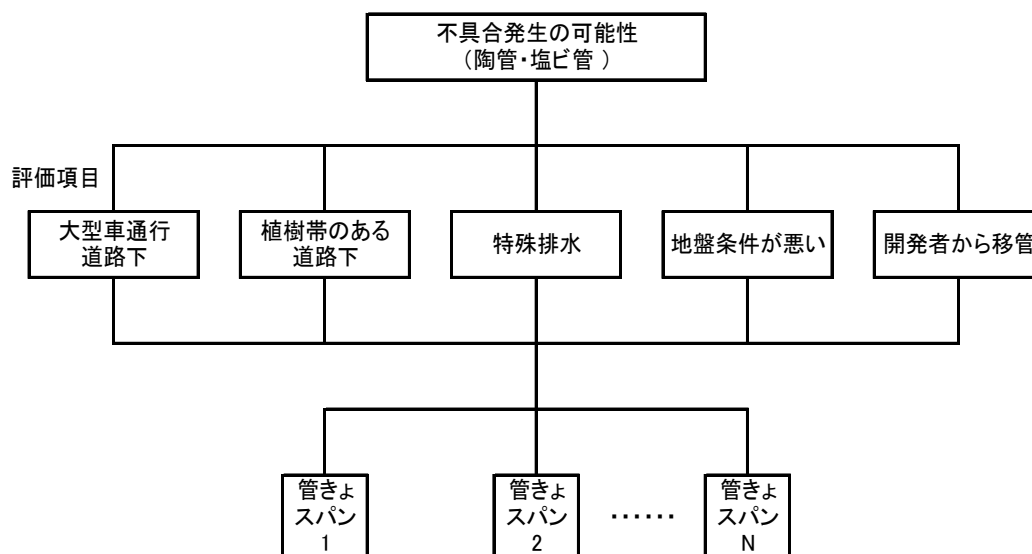 不具合発生の可能性
（陶管・塩ビ管 ）
評価項目
大型車通行
道路下
植樹帯のある
道路下
特殊排水
地盤条件が悪い
開発者から移管
管きょ
スパン
1
管きょ
スパン
2
······
管きょ
スパン
N